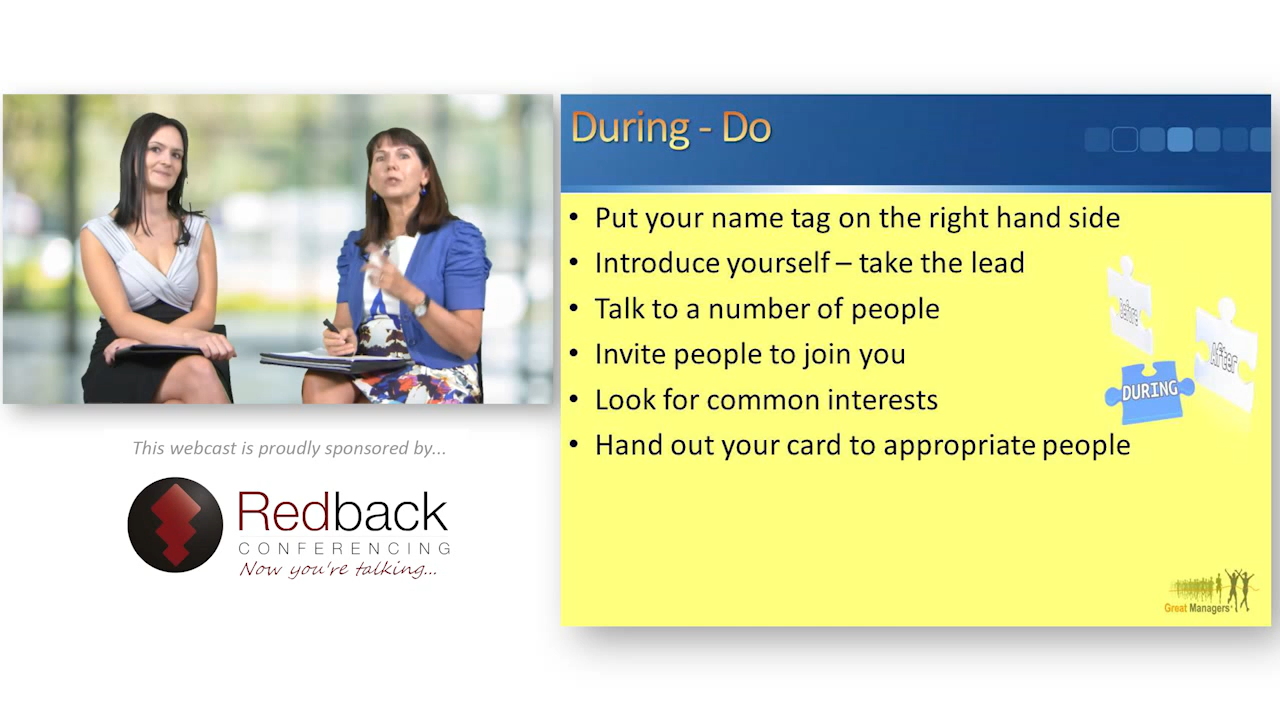 During - Do
• Put your name tag on the right hand side
• Introduce yourself – take the lead
• Talk to a number of people
• Invite people to join you
• Look for common interests
• Hand out your card to appropriate people
Before
After
DURING
This webcast is proudly sponsored by...
Redback
CONFERENCING
Now you're talking...
Great Managers